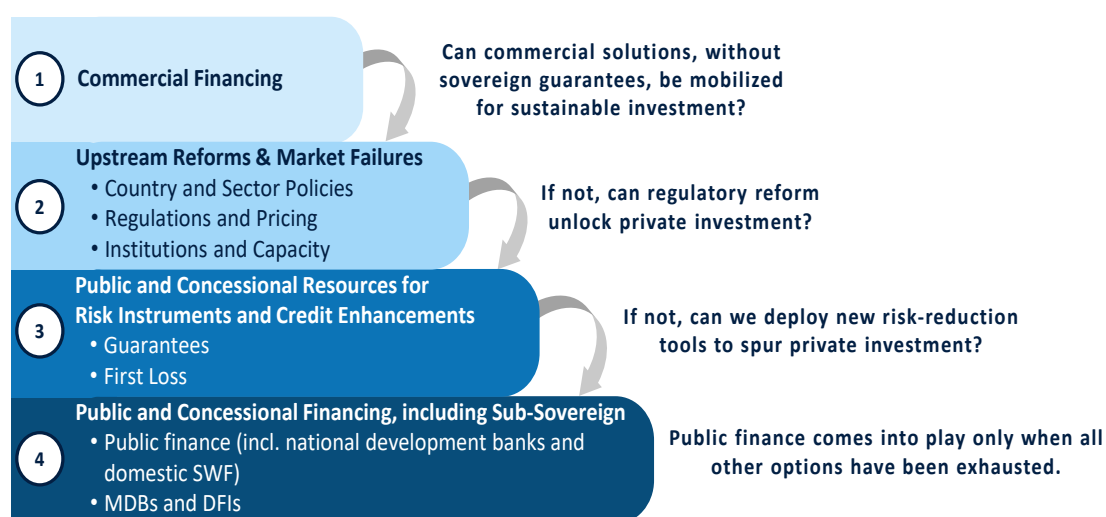 1
Commercial Financing
Can commercial solutions, without
sovereign guarantees, be mobilized
for sustainable investment?
2
Upstream Reforms & Market Failures
• Country and Sector Policies
• Regulations and Pricing
• Institutions and Capacity
If not, can regulatory reform
unlock private investment?
3
Public and Concessional Resources for
Risk Instruments and Credit Enhancements
• Guarantees
• First Loss
If not, can we deploy new risk-reduction
tools to spur private investment?
4
Public and Concessional Financing, including Sub-Sovereign
• Public finance (incl. national development banks and
domestic SWF)
• MDBs and DFIs
Public finance comes into play only when all
other options have been exhausted.